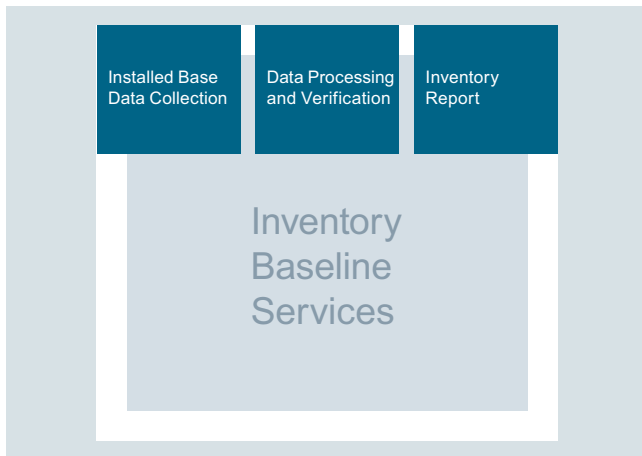 Installed Base
Data Collection
Data Processing
and Verification
Inventory
Report
Inventory
Baseline
Services